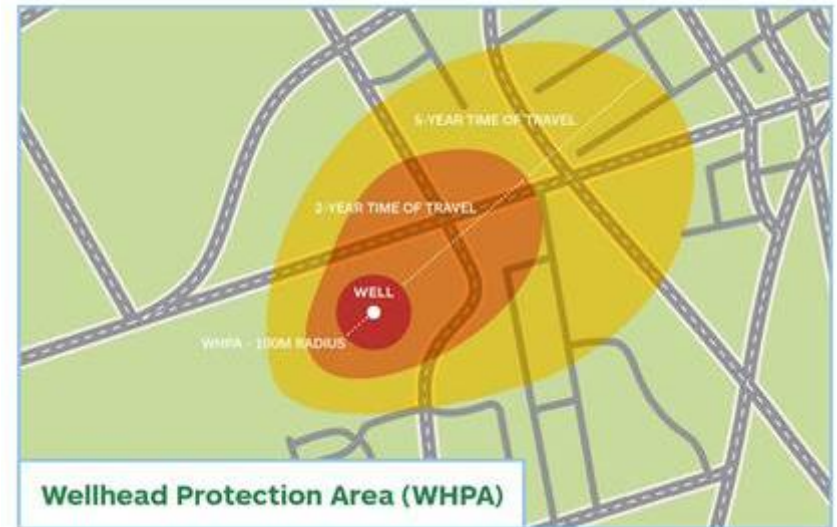 5-YEAR TIME OF TRAVEL
2-YEAR TIME OF TRAVEL
WELL
WHPA - 100M RADIUS
Wellhead Protection Area (WHPA)